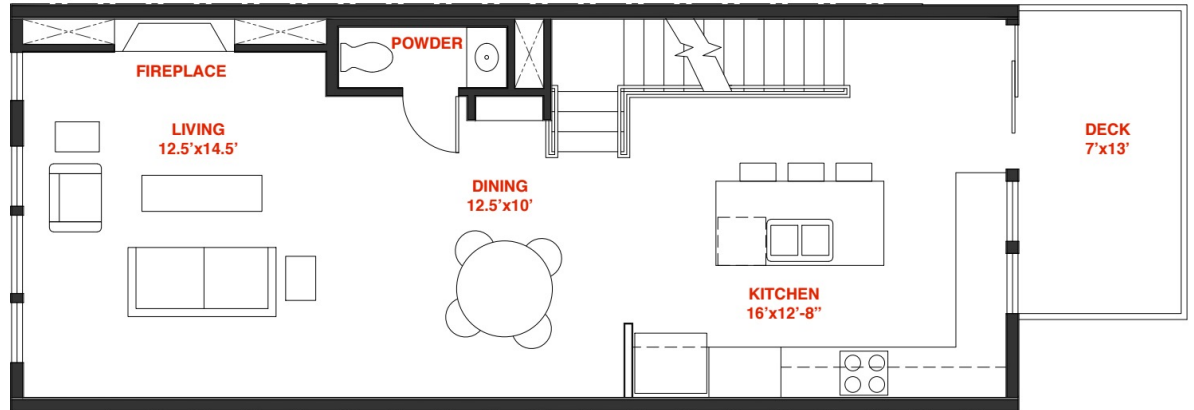 POWDER
FIREPLACE
LIVING
12.5'x14.5'
DECK
7'x13'
DINING
12.5'x10'
KITCHEN
16'x12'-8"